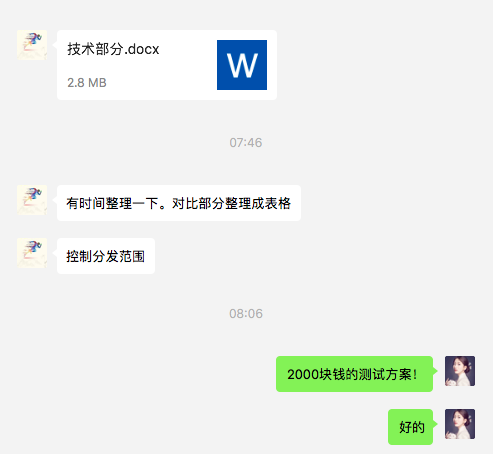 技术部分.docx
2.8 MB
W
07:46
有时间整理一下。对比部分整理成表格
控制分发范围
08:06
2000块钱的测试方案！
好的